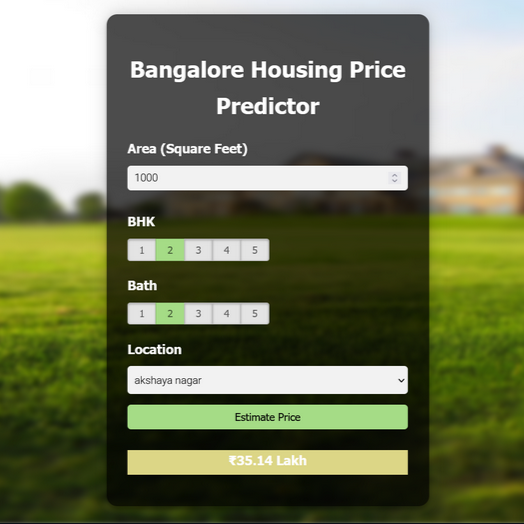 Bangalore Housing Price
Predictor
Area (Square Feet)
1000
BHK
1 2 3 4 5
Bath
1 2 3 4 5
Location
akshaya nagar
Estimate Price
₹35.14 Lakh